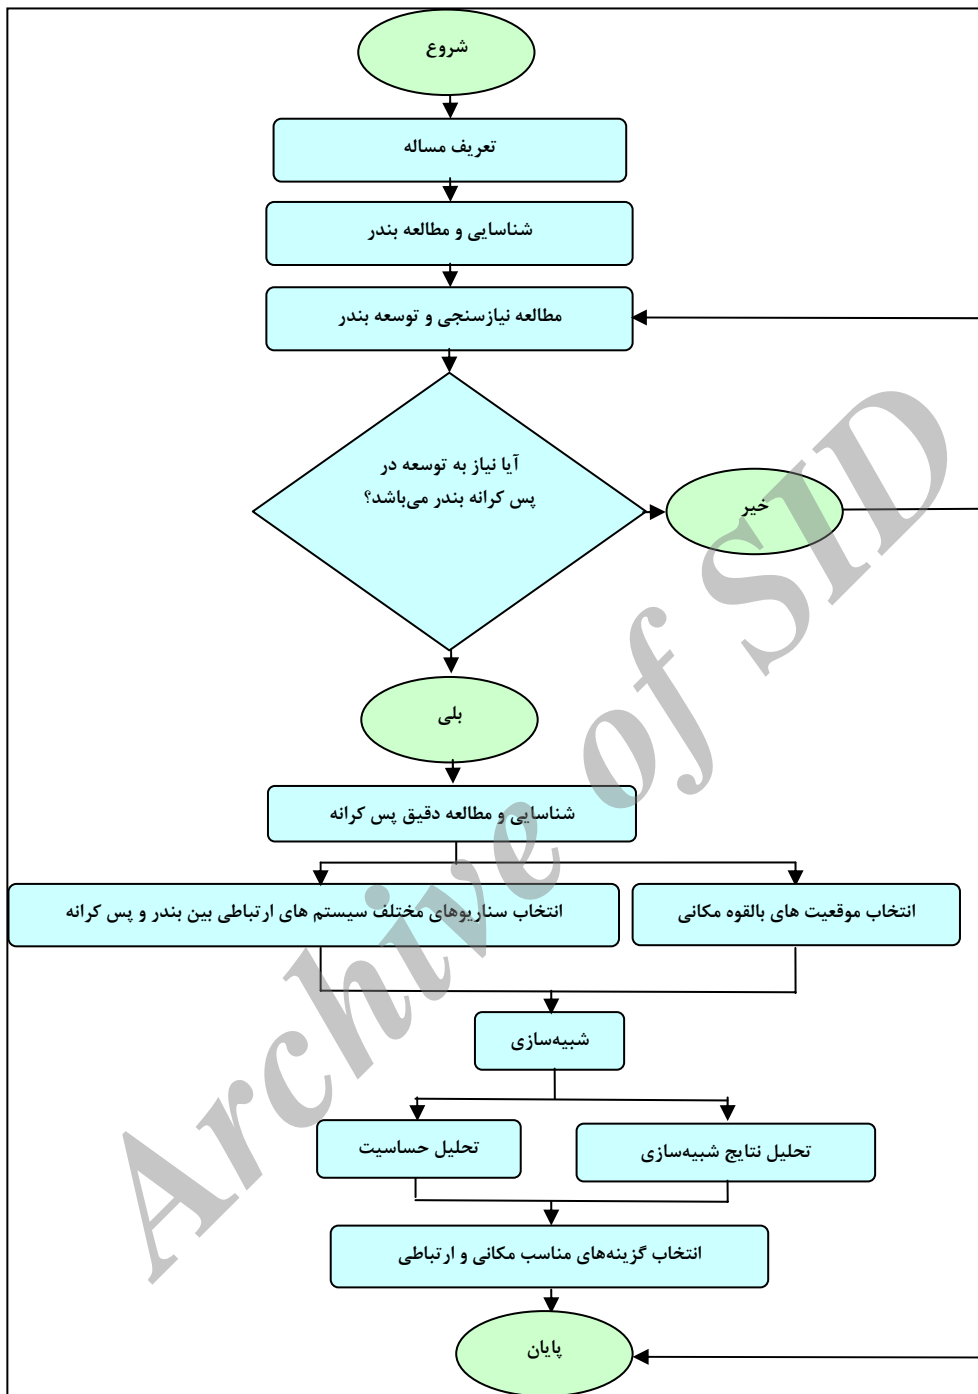 شروع
تعریف مساله
شناسایی و مطالعه بندر
مطالعه نیازسنجی و توسعه بندر
آیا نیاز به توسعه در
پس کرانه بندر می‌باشد؟
خیر
بلی
شناسایی و مطالعه دقیق پس کرانه
انتخاب موقعیت های بالقوه مکانی
انتخاب سناریوهای مختلف سیستم های ارتباطی بین بندر و پس کرانه
شبیه‌سازی
تحلیل نتایج شبیه‌سازی
تحلیل حساسیت
انتخاب گزینه‌های مناسب مکانی و ارتباطی
پایان
Archive of SID